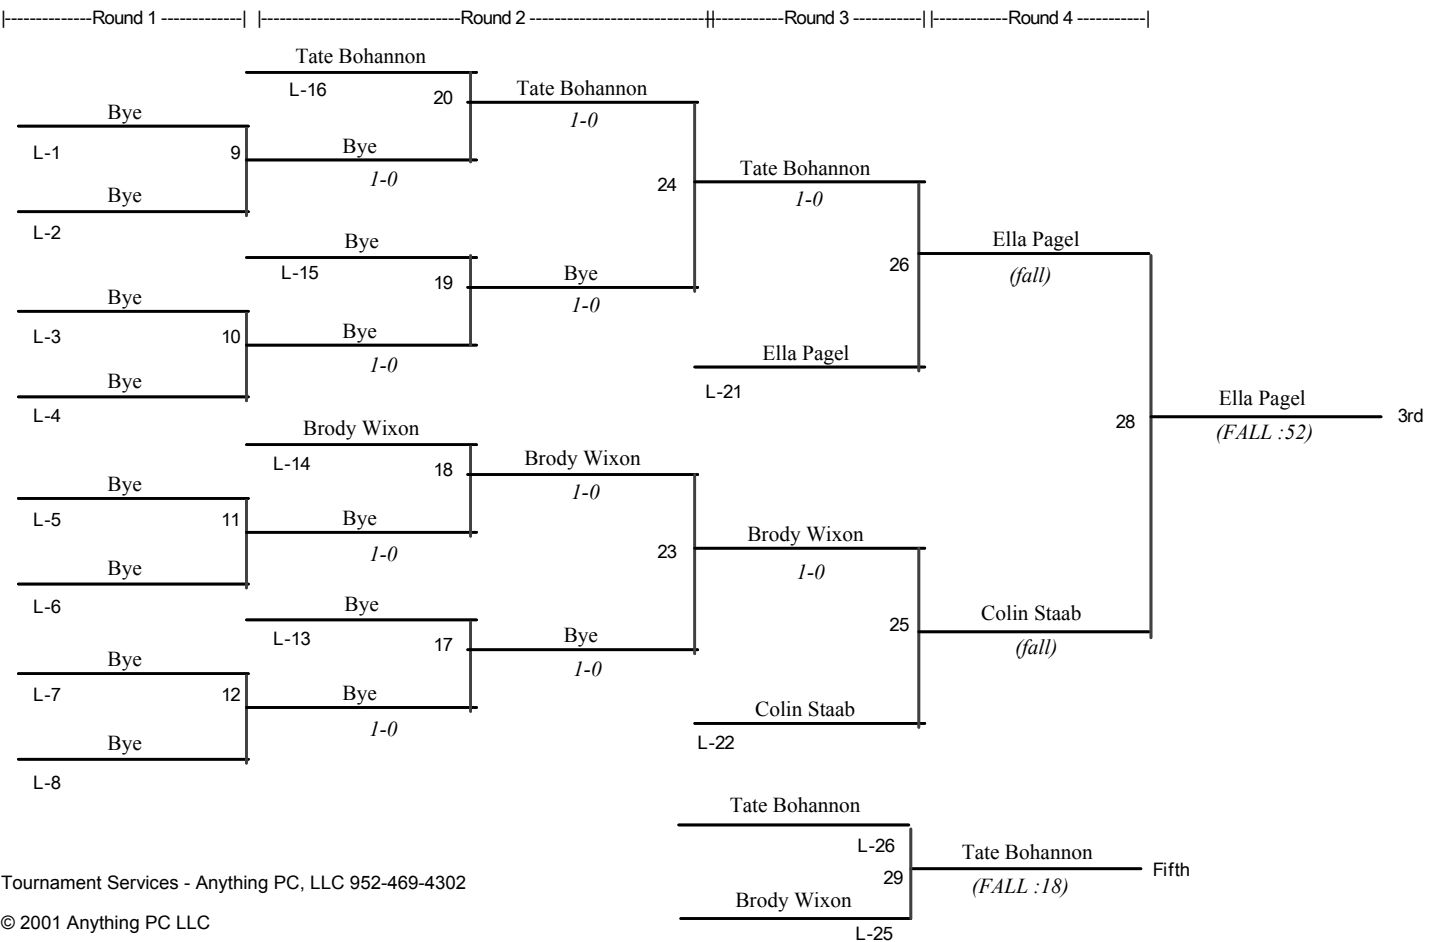 |---------------Round 1 --------------| |-----------------------------------Round 2 -------------------------------||------------Round 3 ------------| |-------------Round 4 ------------|
Tate Bohannon
L-16
20
Tate Bohannon
1-0
Bye
L-1
9
Bye
1-0
Bye
L-2
24
Tate Bohannon
1-0
Bye
L-15
19
Bye
1-0
Bye
L-3
10
Bye
1-0
Bye
L-4
Ella Pagel
L-21
26
Ella Pagel
(fall)
Brody Wixon
L-14
18
Brody Wixon
1-0
Bye
L-5
11
Bye
1-0
Bye
L-6
23
Brody Wixon
1-0
Bye
L-13
17
Bye
1-0
Bye
L-7
12
Bye
1-0
Bye
L-8
Colin Staab
L-22
25
Colin Staab
(fall)
28
Ella Pagel
(FALL :52)
3rd
Tate Bohannon
L-26
29
Brody Wixon
L-25
Tate Bohannon
(FALL :18)
Fifth
Tournament Services - Anything PC, LLC 952-469-4302
© 2001 Anything PC LLC